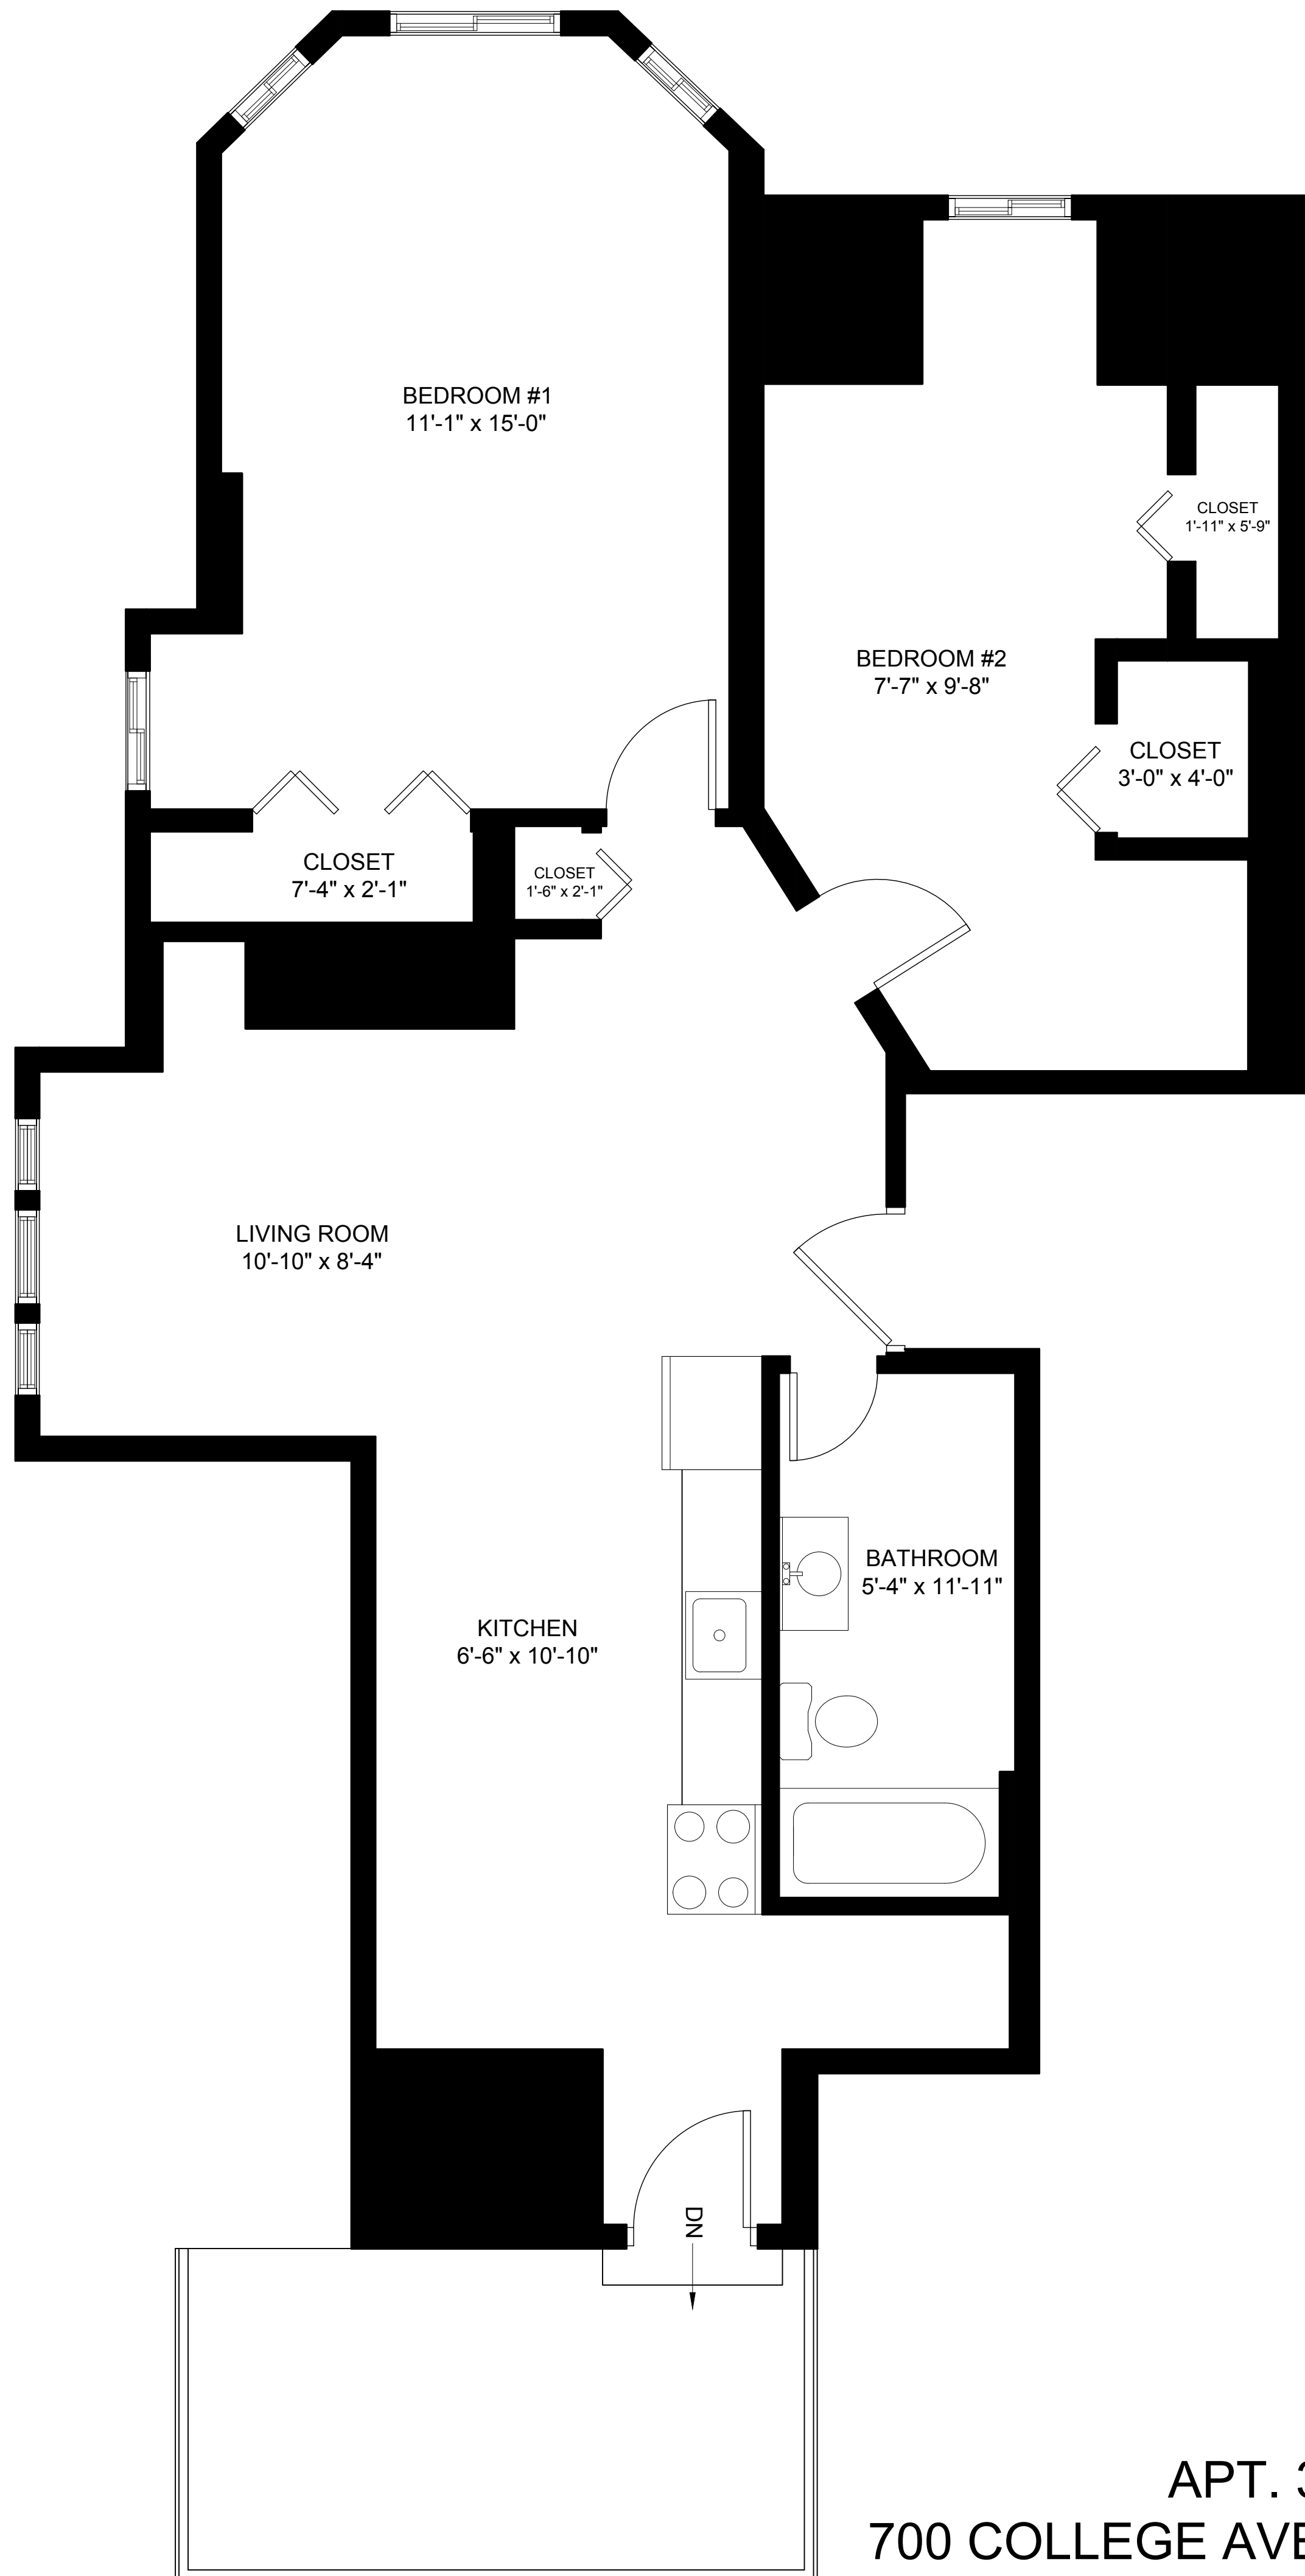 BEDROOM #1
11'-1" x 15'-0"
CLOSET
1'-11" x 5'-9"
BEDROOM #2
7'-7" x 9'-8"
CLOSET
3'-0" x 4'-0"
CLOSET
7'-4" x 2'-1"
CLOSET
1'-6" x 2'-1"
LIVING ROOM
10'-10" x 8'-4"
BATHROOM
5'-4" x 11'-11"
KITCHEN
6'-6" x 10'-10"
DN
APT.
700 COLLEGE AVE